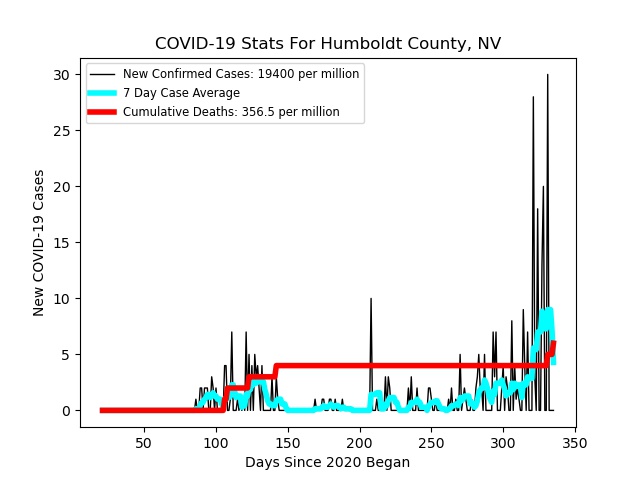 COVID-19 Stats For Humboldt County, NV
New Confirmed Cases: 19400 per million
7 Day Case Average
Cumulative Deaths: 356.5 per million
New COVID-19 Cases
30
25
20
15
10
5
0
50 100 150 200 250 300 350
Days Since 2020 Began